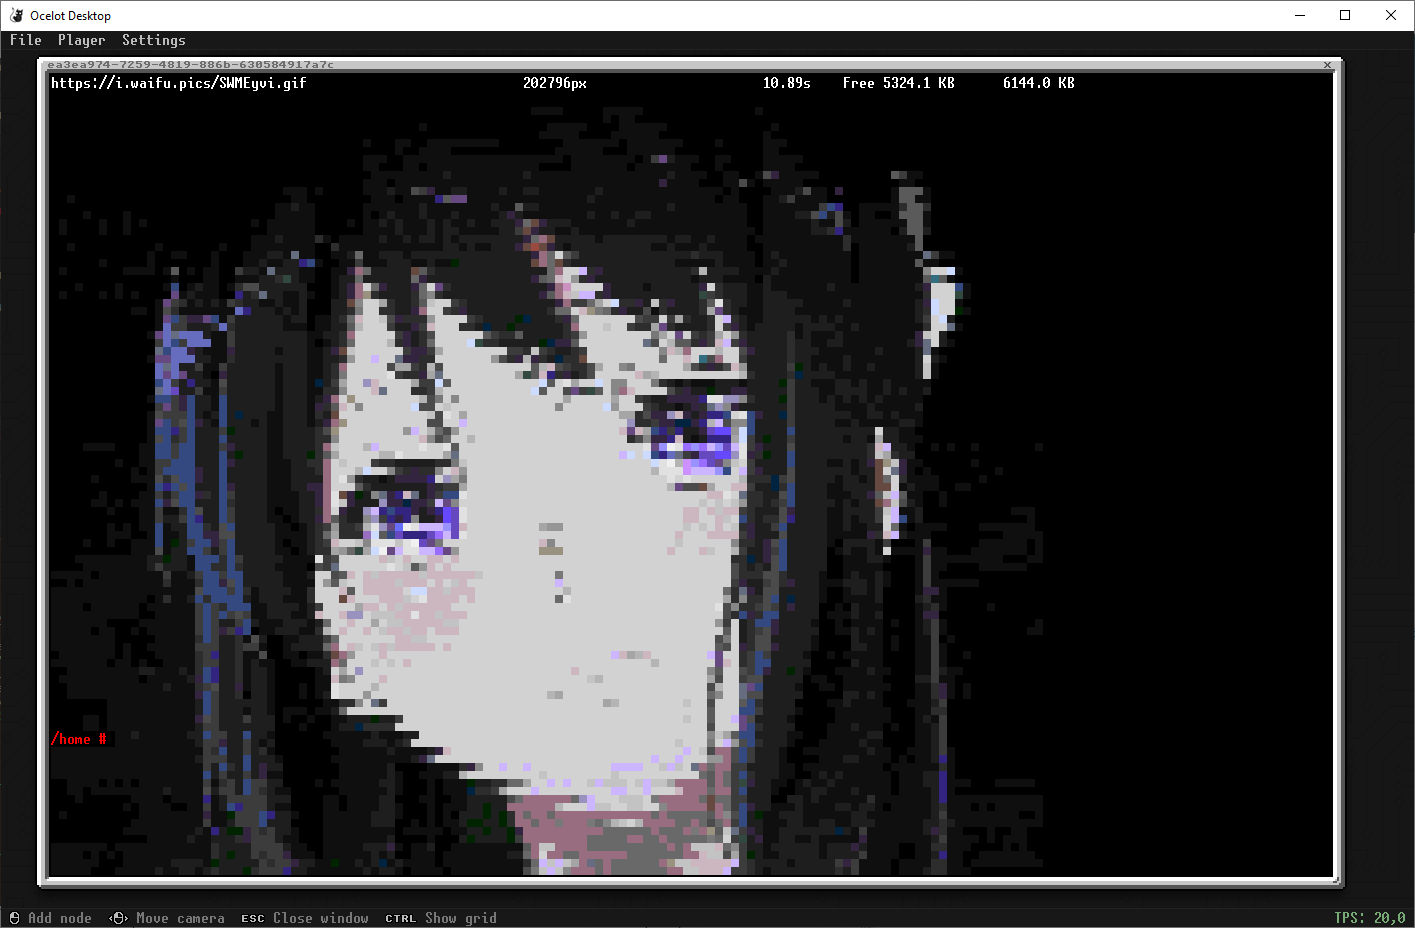 Ocelot Desktop
File Player Settings
ea3ea974-7259-4819-886b-630584917a7c
https://i.waifu.pics/SWMEyvi.gif 202796px 10.89s Free 5324.1 KB 6144.0 KB
/home #
Add node Move camera ESC Close window CTRL Show grid TPS: 20,0